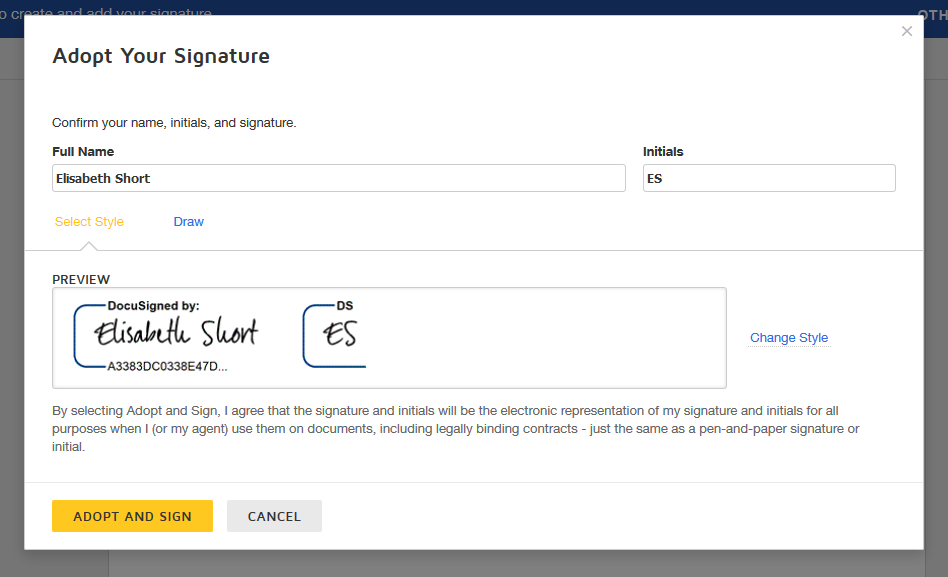 o create and add your signature
OTH
×
Adopt Your Signature
Confirm your name, initials, and signature.
Full Name
Initials
Elisabeth Short
ES
Select Style
Draw
PREVIEW
DocuSigned by:
Elisabeth Short
A3383DC0338E47D...
DS
ES
Change Style
By selecting Adopt and Sign, I agree that the signature and initials will be the electronic representation of my signature and initials for all
purposes when I (or my agent) use them on documents, including legally binding contracts - just the same as a pen-and-paper signature or
initial.
ADOPT AND SIGN
CANCEL